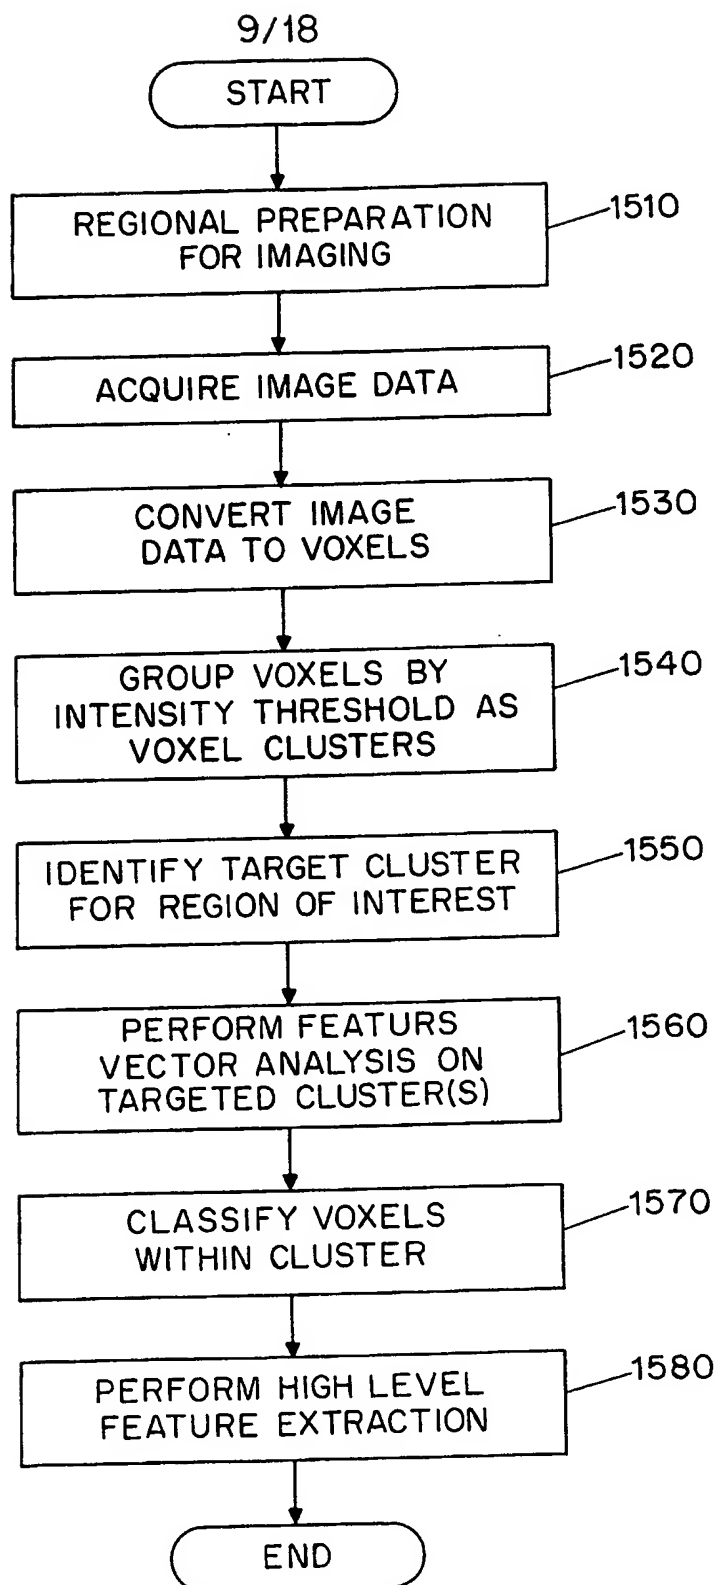 9/18
START
REGIONAL PREPARATION
FOR IMAGING
1510
ACQUIRE IMAGE DATA
1520
CONVERT IMAGE
DATA TO VOXELS
1530
GROUP VOXELS BY
INTENSITY THRESHOLD AS
VOXEL CLUSTERS
1540
IDENTIFY TARGET CLUSTER
FOR REGION OF INTEREST
1550
PERFORM FEATURS
VECTOR ANALYSIS ON
TARGETED CLUSTER(S)
1560
CLASSIFY VOXELS
WITHIN CLUSTER
1570
PERFORM HIGH LEVEL
FEATURE EXTRACTION
1580
END